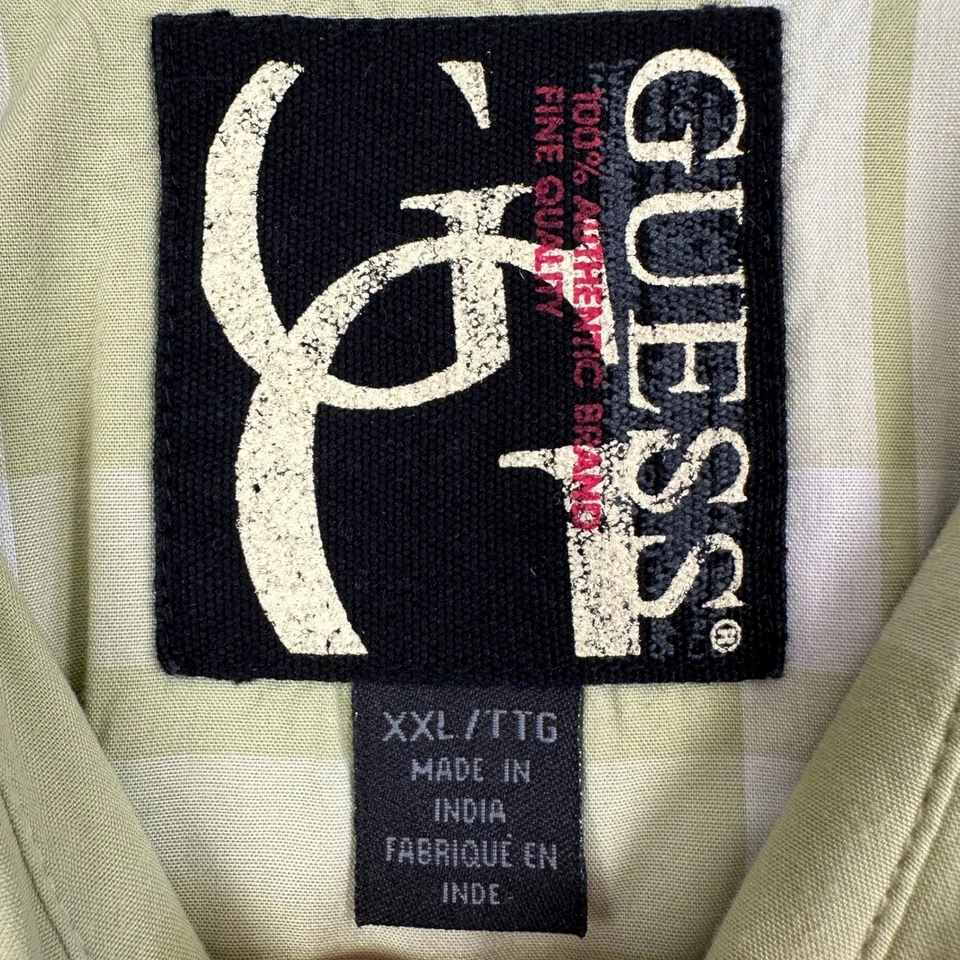 GUESS®
100% AUTHENTIC BRAND
FINE QUALITY
G
G
XXL/TTG
MADE IN
INDIA
FABRIQUÉ EN
INDE